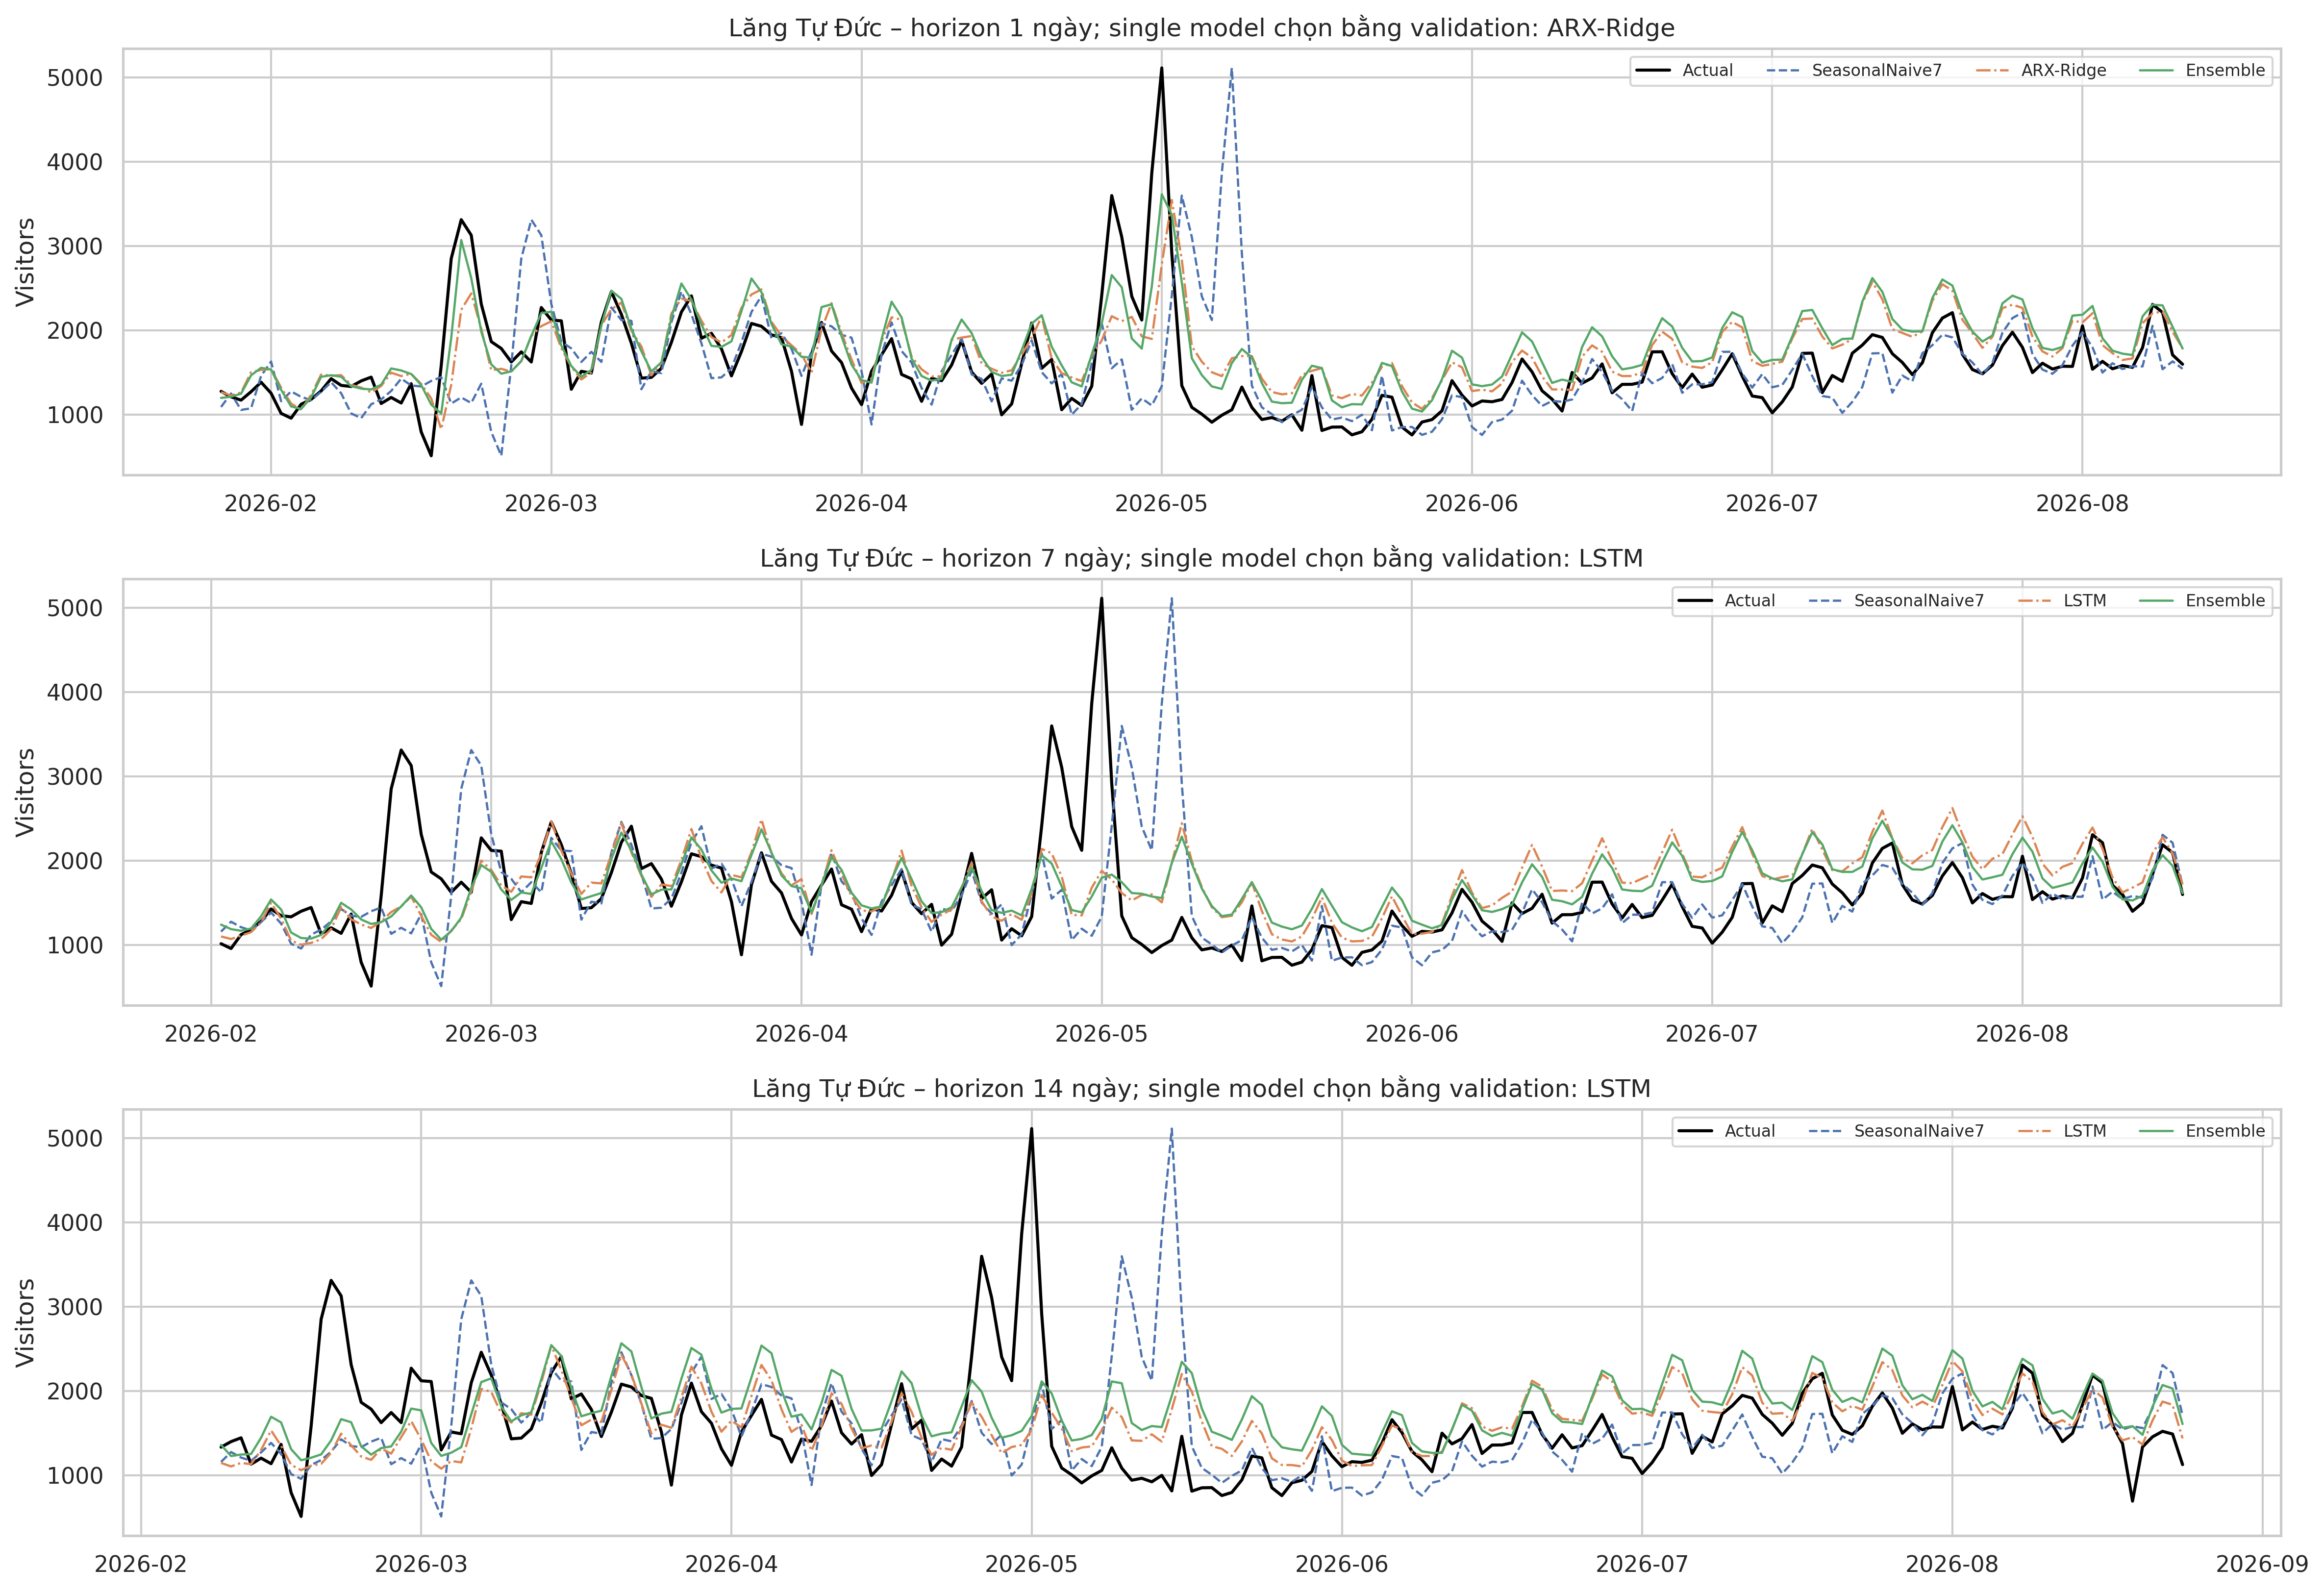 Lăng Tự Đức – horizon 1 ngày; single model chọn bằng validation: ARX-Ridge
Actual SeasonalNaive7 ARX-Ridge Ensemble
Visitors
5000
4000
3000
2000
1000
2026-02 2026-03 2026-04 2026-05 2026-06 2026-07 2026-08
Lăng Tự Đức – horizon 7 ngày; single model chọn bằng validation: LSTM
Actual SeasonalNaive7 LSTM Ensemble
Visitors
5000
4000
3000
2000
1000
2026-02 2026-03 2026-04 2026-05 2026-06 2026-07 2026-08
Lăng Tự Đức – horizon 14 ngày; single model chọn bằng validation: LSTM
Actual SeasonalNaive7 LSTM Ensemble
Visitors
5000
4000
3000
2000
1000
2026-02 2026-03 2026-04 2026-05 2026-06 2026-07 2026-08 2026-09